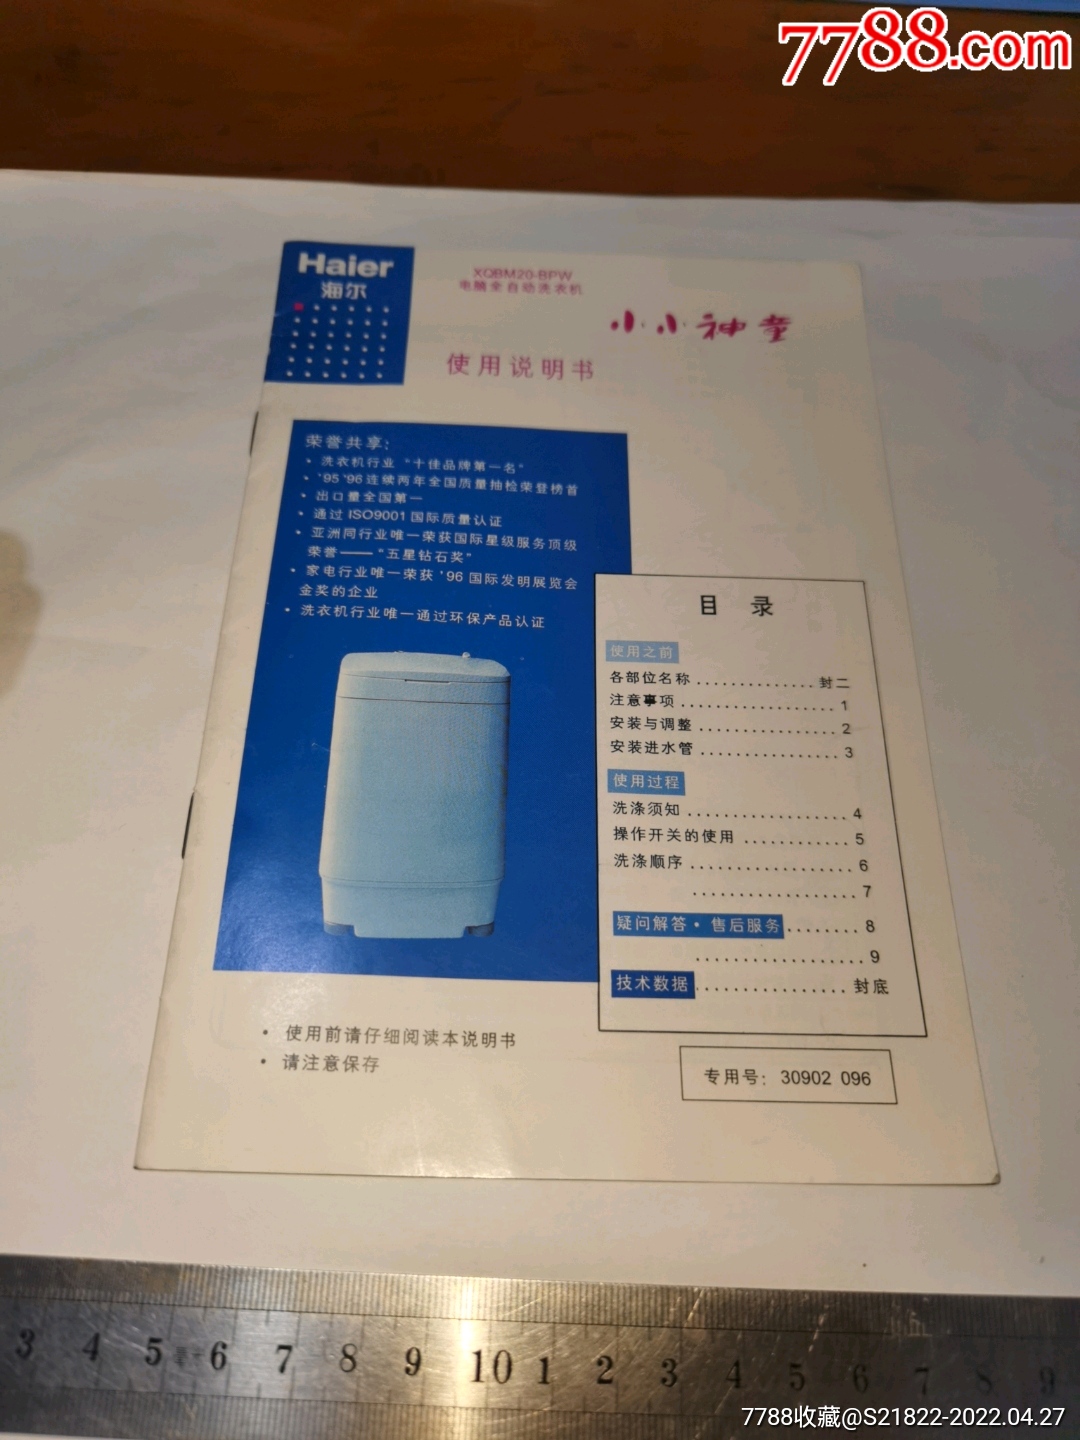 7788.com
Haier
海尔
XQBM20-BPW
电脑全自动洗衣机
小小神童
使用说明书
荣誉共享:
• 洗衣机行业 “十佳品牌第一名”
• '95 '96 连续两年全国质量抽检荣登榜首
• 出口量全国第一
• 通过 ISO9001 国际质量认证
• 亚洲同行业唯一荣获国际星级服务顶级
荣誉——“五星钻石奖”
• 家电行业唯一荣获 '96 国际发明展览会
金奖的企业
• 洗衣机行业唯一通过环保产品认证
目 录
使用之前
各部位名称 .............. 封二
注意事项 .................. 1
安装与调整 ................ 2
安装进水管 ................ 3
使用过程
洗涤须知 .................. 4
操作开关的使用 ............ 5
洗涤顺序 .................. 6
.................. 7
疑问解答 • 售后服务 ........ 8
.................. 9
技术数据 ................ 封底
• 使用前请仔细阅读本说明书
• 请注意保存
专用号: 30902 096
3 4 5 6 7 8 9 10 1 2 3 4 5 6 7 8 9
7788收藏@S21822-2022.04.27